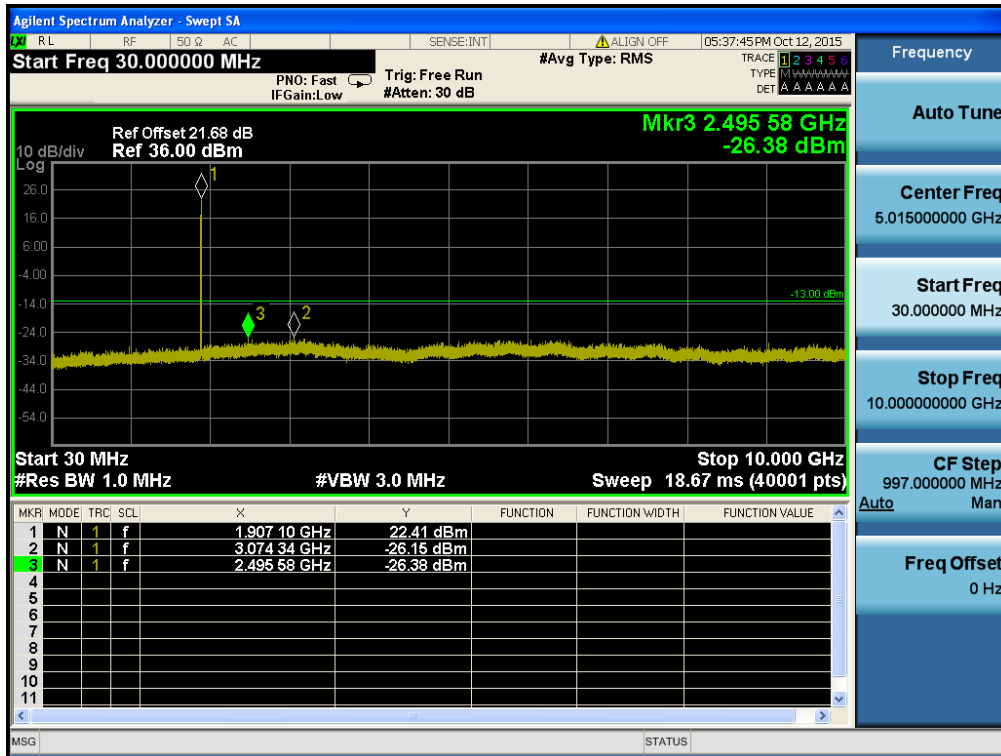 Agilent Spectrum Analyzer - Swept SA
LXI RL RF 50 Ω AC SENSE:INT ALIGN OFF 05:37:45 PM Oct 12, 2015
Start Freq 30.000000 MHz
#Avg Type: RMS
TRACE 1 2 3 4 5 6
TYPE M WWWWW
DET A A A A A A
PNO: Fast
IFGain:Low
Trig: Free Run
#Atten: 30 dB
Mkr3 2.495 58 GHz
-26.38 dBm
Ref Offset 21.68 dB
10 dB/div Ref 36.00 dBm
Log
1
26.0
16.0
6.00
-4.00
-13.00 dBm
-14.0
3 2
-24.0
-34.0
-44.0
-54.0
Start 30 MHz Stop 10.000 GHz
#Res BW 1.0 MHz #VBW 3.0 MHz Sweep 18.67 ms (40001 pts)
MKR MODE TRC SCL X Y FUNCTION FUNCTION WIDTH FUNCTION VALUE
1 N 1 f 1.907 10 GHz 22.41 dBm
2 N 1 f 3.074 34 GHz -26.15 dBm
3 N 1 f 2.495 58 GHz -26.38 dBm
4
5
6
7
8
9
10
11
MSG STATUS
Frequency
Auto Tune
Center Freq
5.015000000 GHz
Start Freq
30.000000 MHz
Stop Freq
10.000000000 GHz
CF Step
997.000000 MHz
Auto Man
Freq Offset
0 Hz